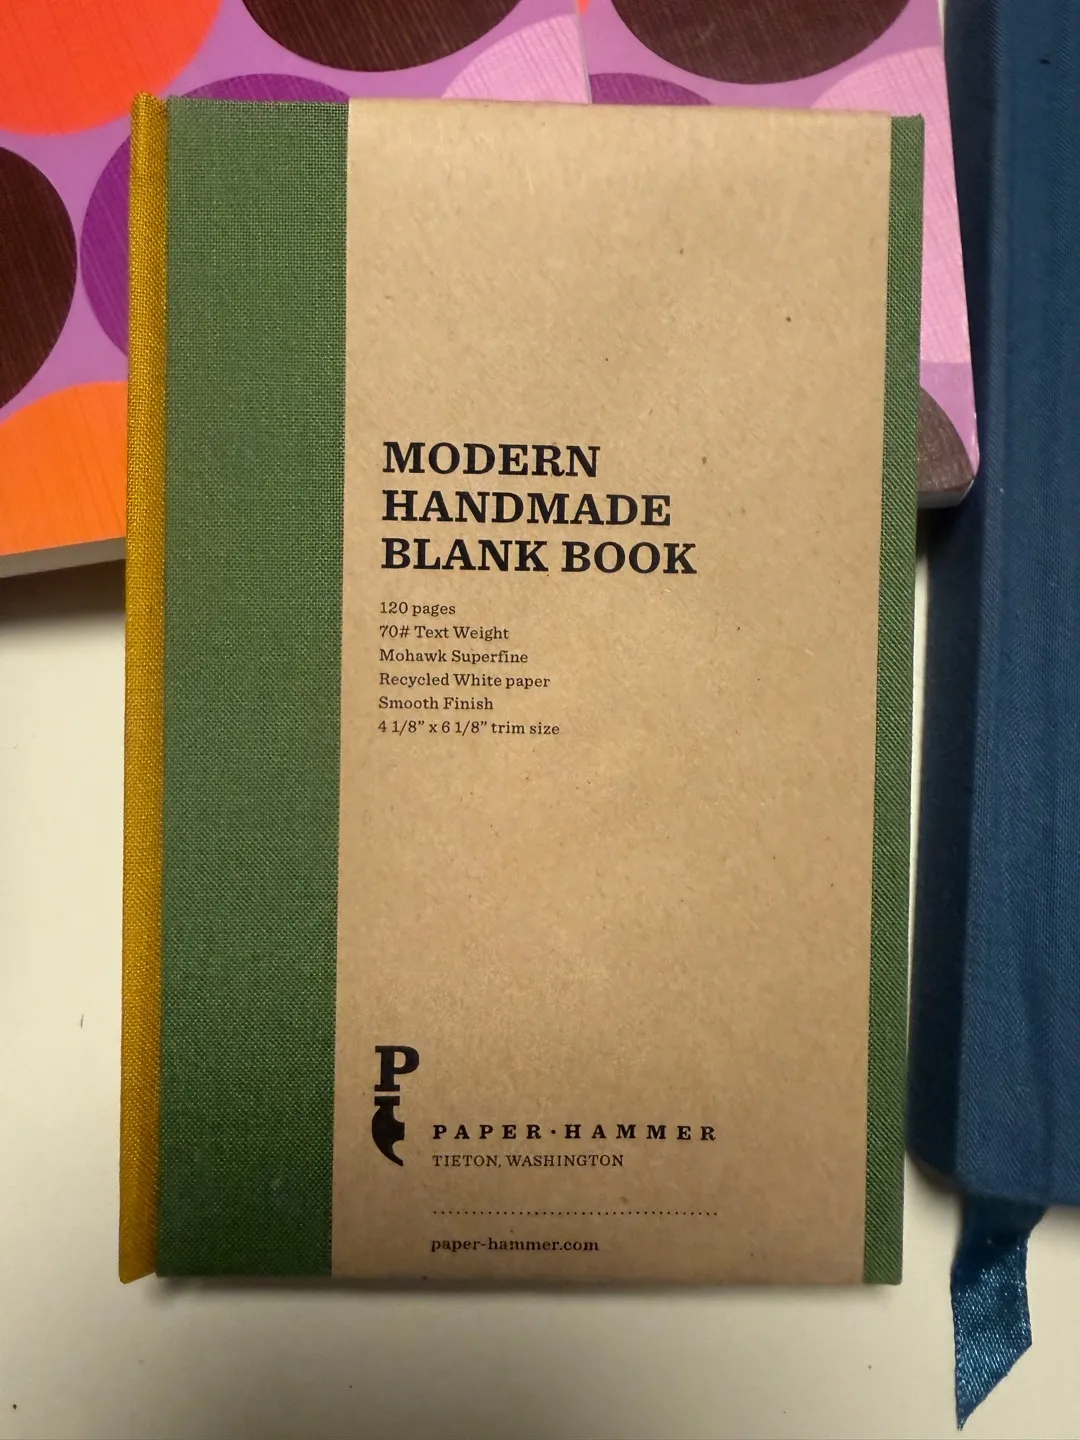 MODERN
HANDMADE
BLANK BOOK
120 pages
70# Text Weight
Mohawk Superfine
Recycled White paper
Smooth Finish
4 1/8” x 6 1/8” trim size
P
PAPER·HAMMER
TIETON, WASHINGTON
paper-hammer.com